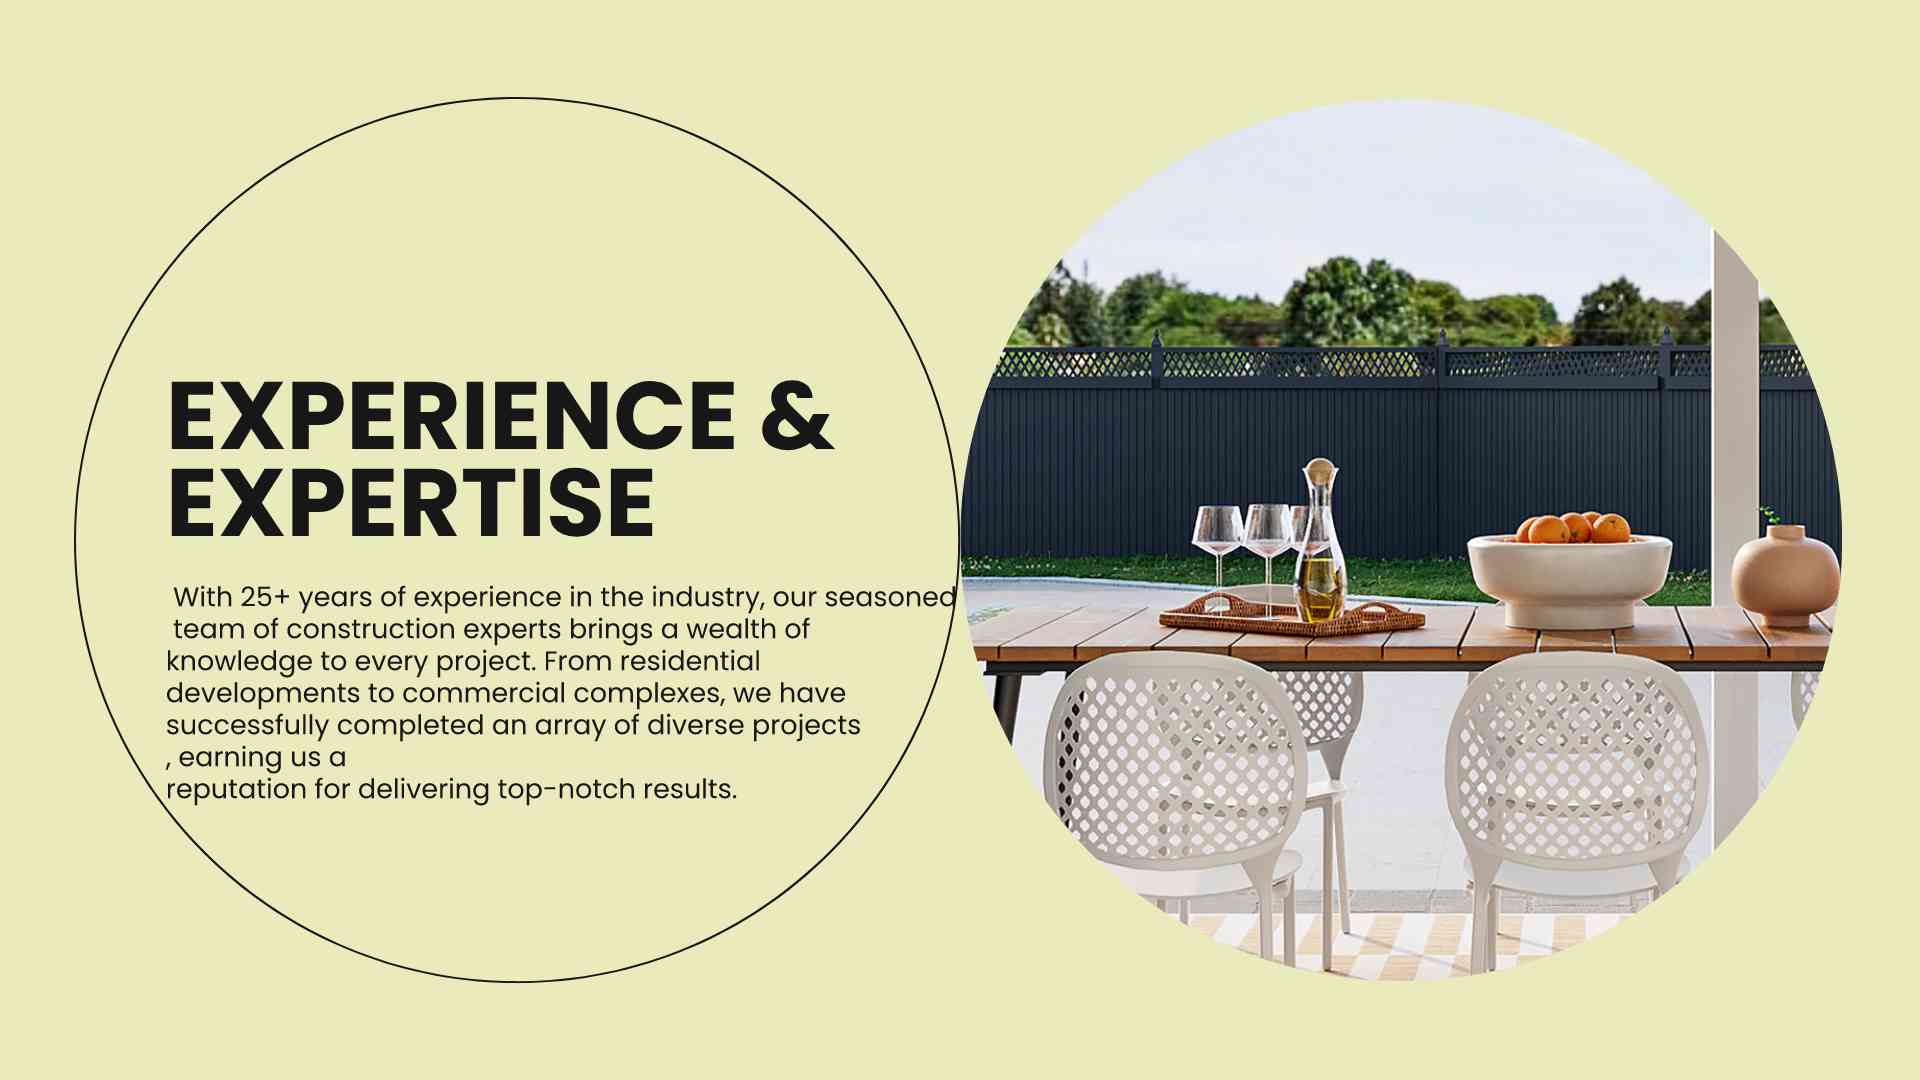 EXPERIENCE &
EXPERTISE
With 25+ years of experience in the industry, our seasoned
team of construction experts brings a wealth of
knowledge to every project. From residential
developments to commercial complexes, we have
successfully completed an array of diverse projects
, earning us a
reputation for delivering top-notch results.